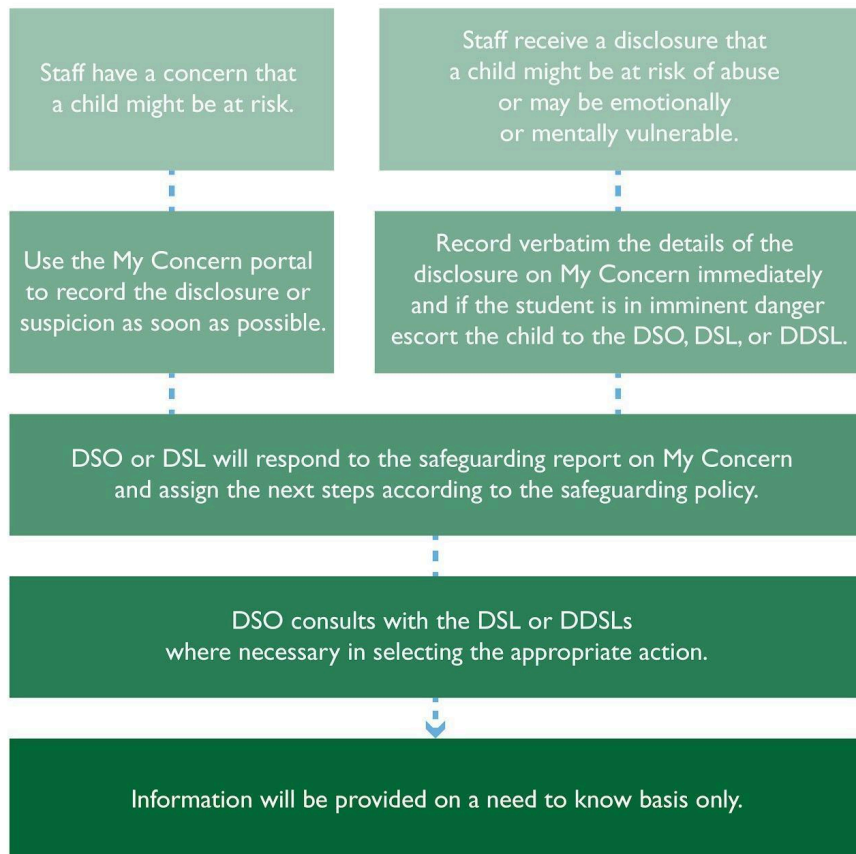 Staff have a concern that
a child might be at risk.
Staff receive a disclosure that
a child might be at risk of abuse
or may be emotionally
or mentally vulnerable.
Use the My Concern portal
to record the disclosure or
suspicion as soon as possible.
Record verbatim the details of the
disclosure on My Concern immediately
and if the student is in imminent danger
escort the child to the DSO, DSL, or DDSL.
DSO or DSL will respond to the safeguarding report on My Concern
and assign the next steps according to the safeguarding policy.
DSO consults with the DSL or DDSLs
where necessary in selecting the appropriate action.
Information will be provided on a need to know basis only.